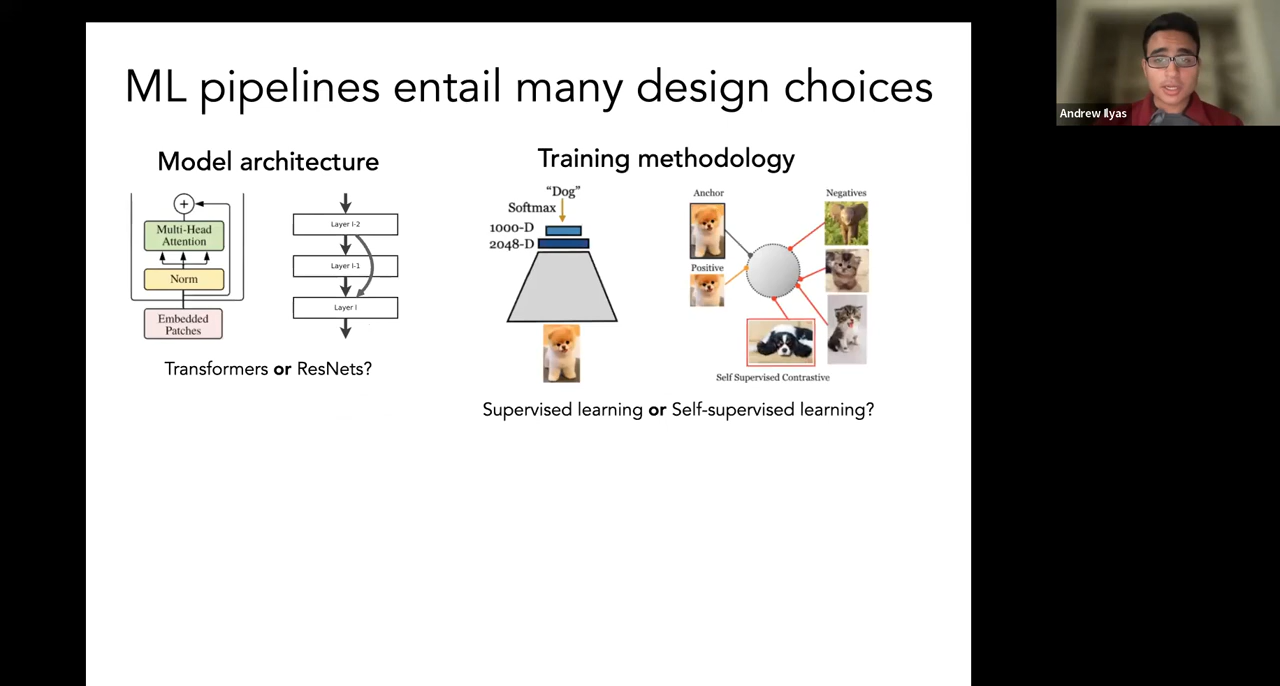 ML pipelines entail many design choices
Andrew Ilyas
Model architecture
+
Multi-Head
Attention
Norm
Embedded
Patches
Layer l-2
Layer l-1
Layer l
Transformers or ResNets?
Training methodology
"Dog"
Softmax
1000-D
2048-D
Anchor
Positive
Negatives
Self Supervised Contrastive
Supervised learning or Self-supervised learning?